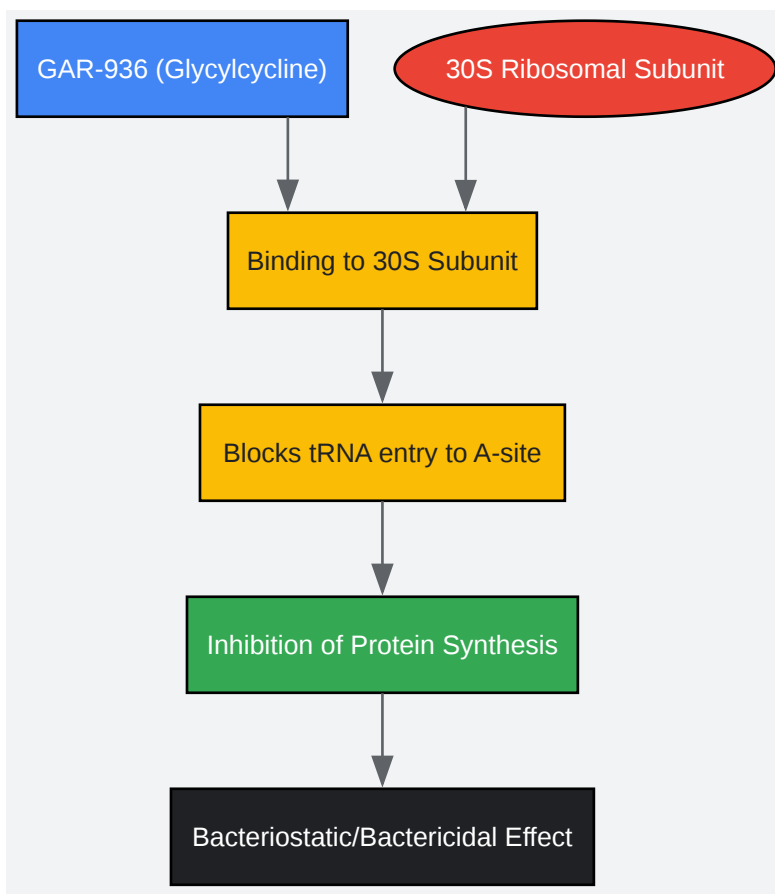 GAR-936 (Glycylcycline)
30S Ribosomal Subunit
Binding to 30S Subunit
Blocks tRNA entry to A-site
Inhibition of Protein Synthesis
Bacteriostatic/Bactericidal Effect